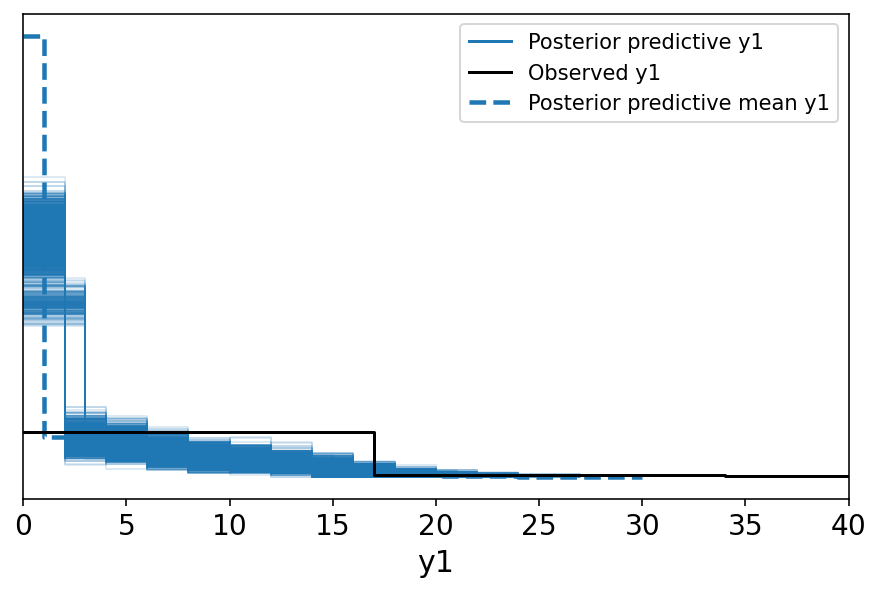 Posterior predictive y1
Observed y1
Posterior predictive mean y1
0 5 10 15 20 25 30 35 40
y1